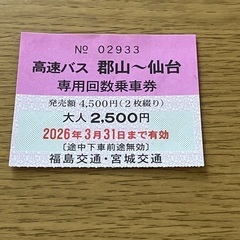 № 02933
高速バス 郡山～仙台
専用回数乗車券
発売額 4,500円(2枚綴り)
大人 2,500円
2026年3月31日まで有効
〔途中下車前途無効〕
福島交通・宮城交通